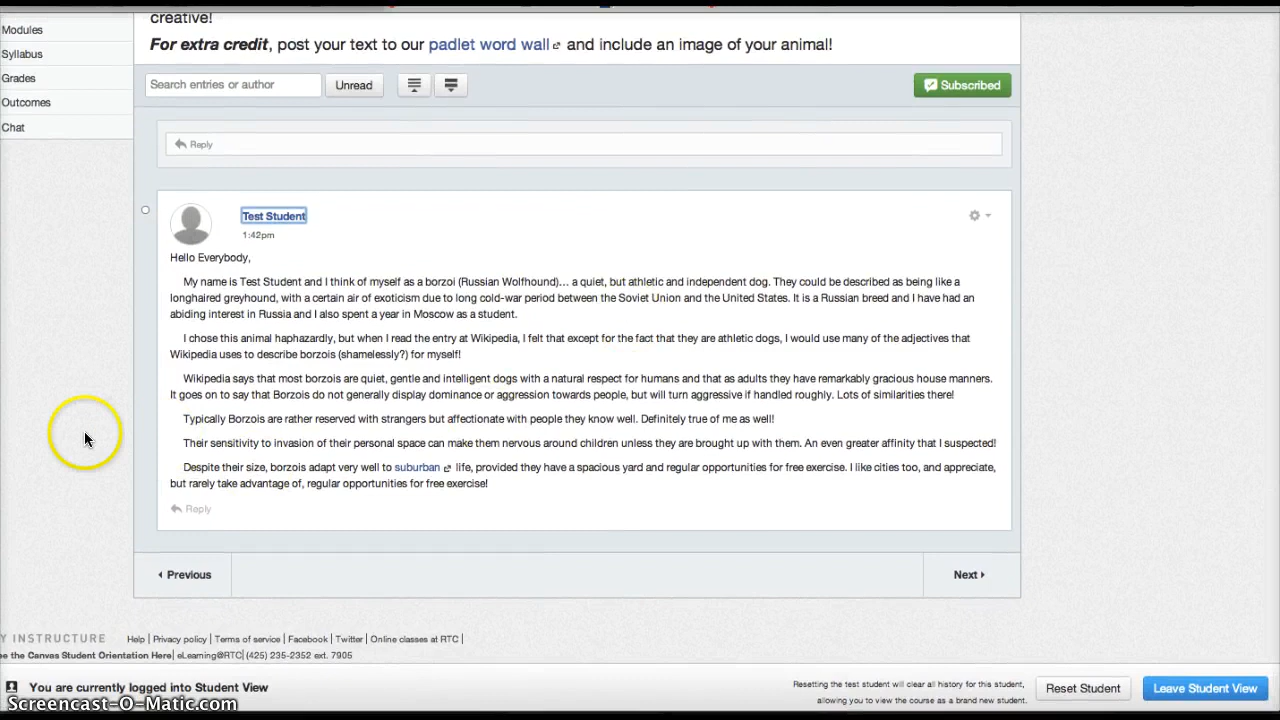 creative!
Modules
For extra credit, post your text to our padlet word wall and include an image of your animal!
Syllabus
Grades
Search entries or author
Unread
Subscribed
Outcomes
Chat
Reply
Test Student
1:42pm
Hello Everybody,
My name is Test Student and I think of myself as a borzoi (Russian Wolfhound)… a quiet, but athletic and independent dog. They could be described as being like a
longhaired greyhound, with a certain air of exoticism due to long cold-war period between the Soviet Union and the United States. It is a Russian breed and I have had an
abiding interest in Russia and I also spent a year in Moscow as a student.
I chose this animal haphazardly, but when I read the entry at Wikipedia, I felt that except for the fact that they are athletic dogs, I would use many of the adjectives that
Wikipedia uses to describe borzois (shamelessly?) for myself!
Wikipedia says that most borzois are quiet, gentle and intelligent dogs with a natural respect for humans and that as adults they have remarkably gracious house manners.
It goes on to say that Borzois do not generally display dominance or aggression towards people, but will turn aggressive if handled roughly. Lots of similarities there!
Typically Borzois are rather reserved with strangers but affectionate with people they know well. Definitely true of me as well!
Their sensitivity to invasion of their personal space can make them nervous around children unless they are brought up with them. An even greater affinity that I suspected!
Despite their size, borzois adapt very well to suburban life, provided they have a spacious yard and regular opportunities for free exercise. I like cities too, and appreciate,
but rarely take advantage of, regular opportunities for free exercise!
Reply
Previous
Next
Y INSTRUCTURE
Help | Privacy policy | Terms of service | Facebook | Twitter | Online classes at RTC |
ee the Canvas Student Orientation Here| eLearning@RTC| (425) 235-2352 ext. 7905
You are currently logged into Student View
Resetting the test student will clear all history for this student,
allowing you to view the course as a brand new student.
Reset Student
Leave Student View
Screencast-O-Matic.com